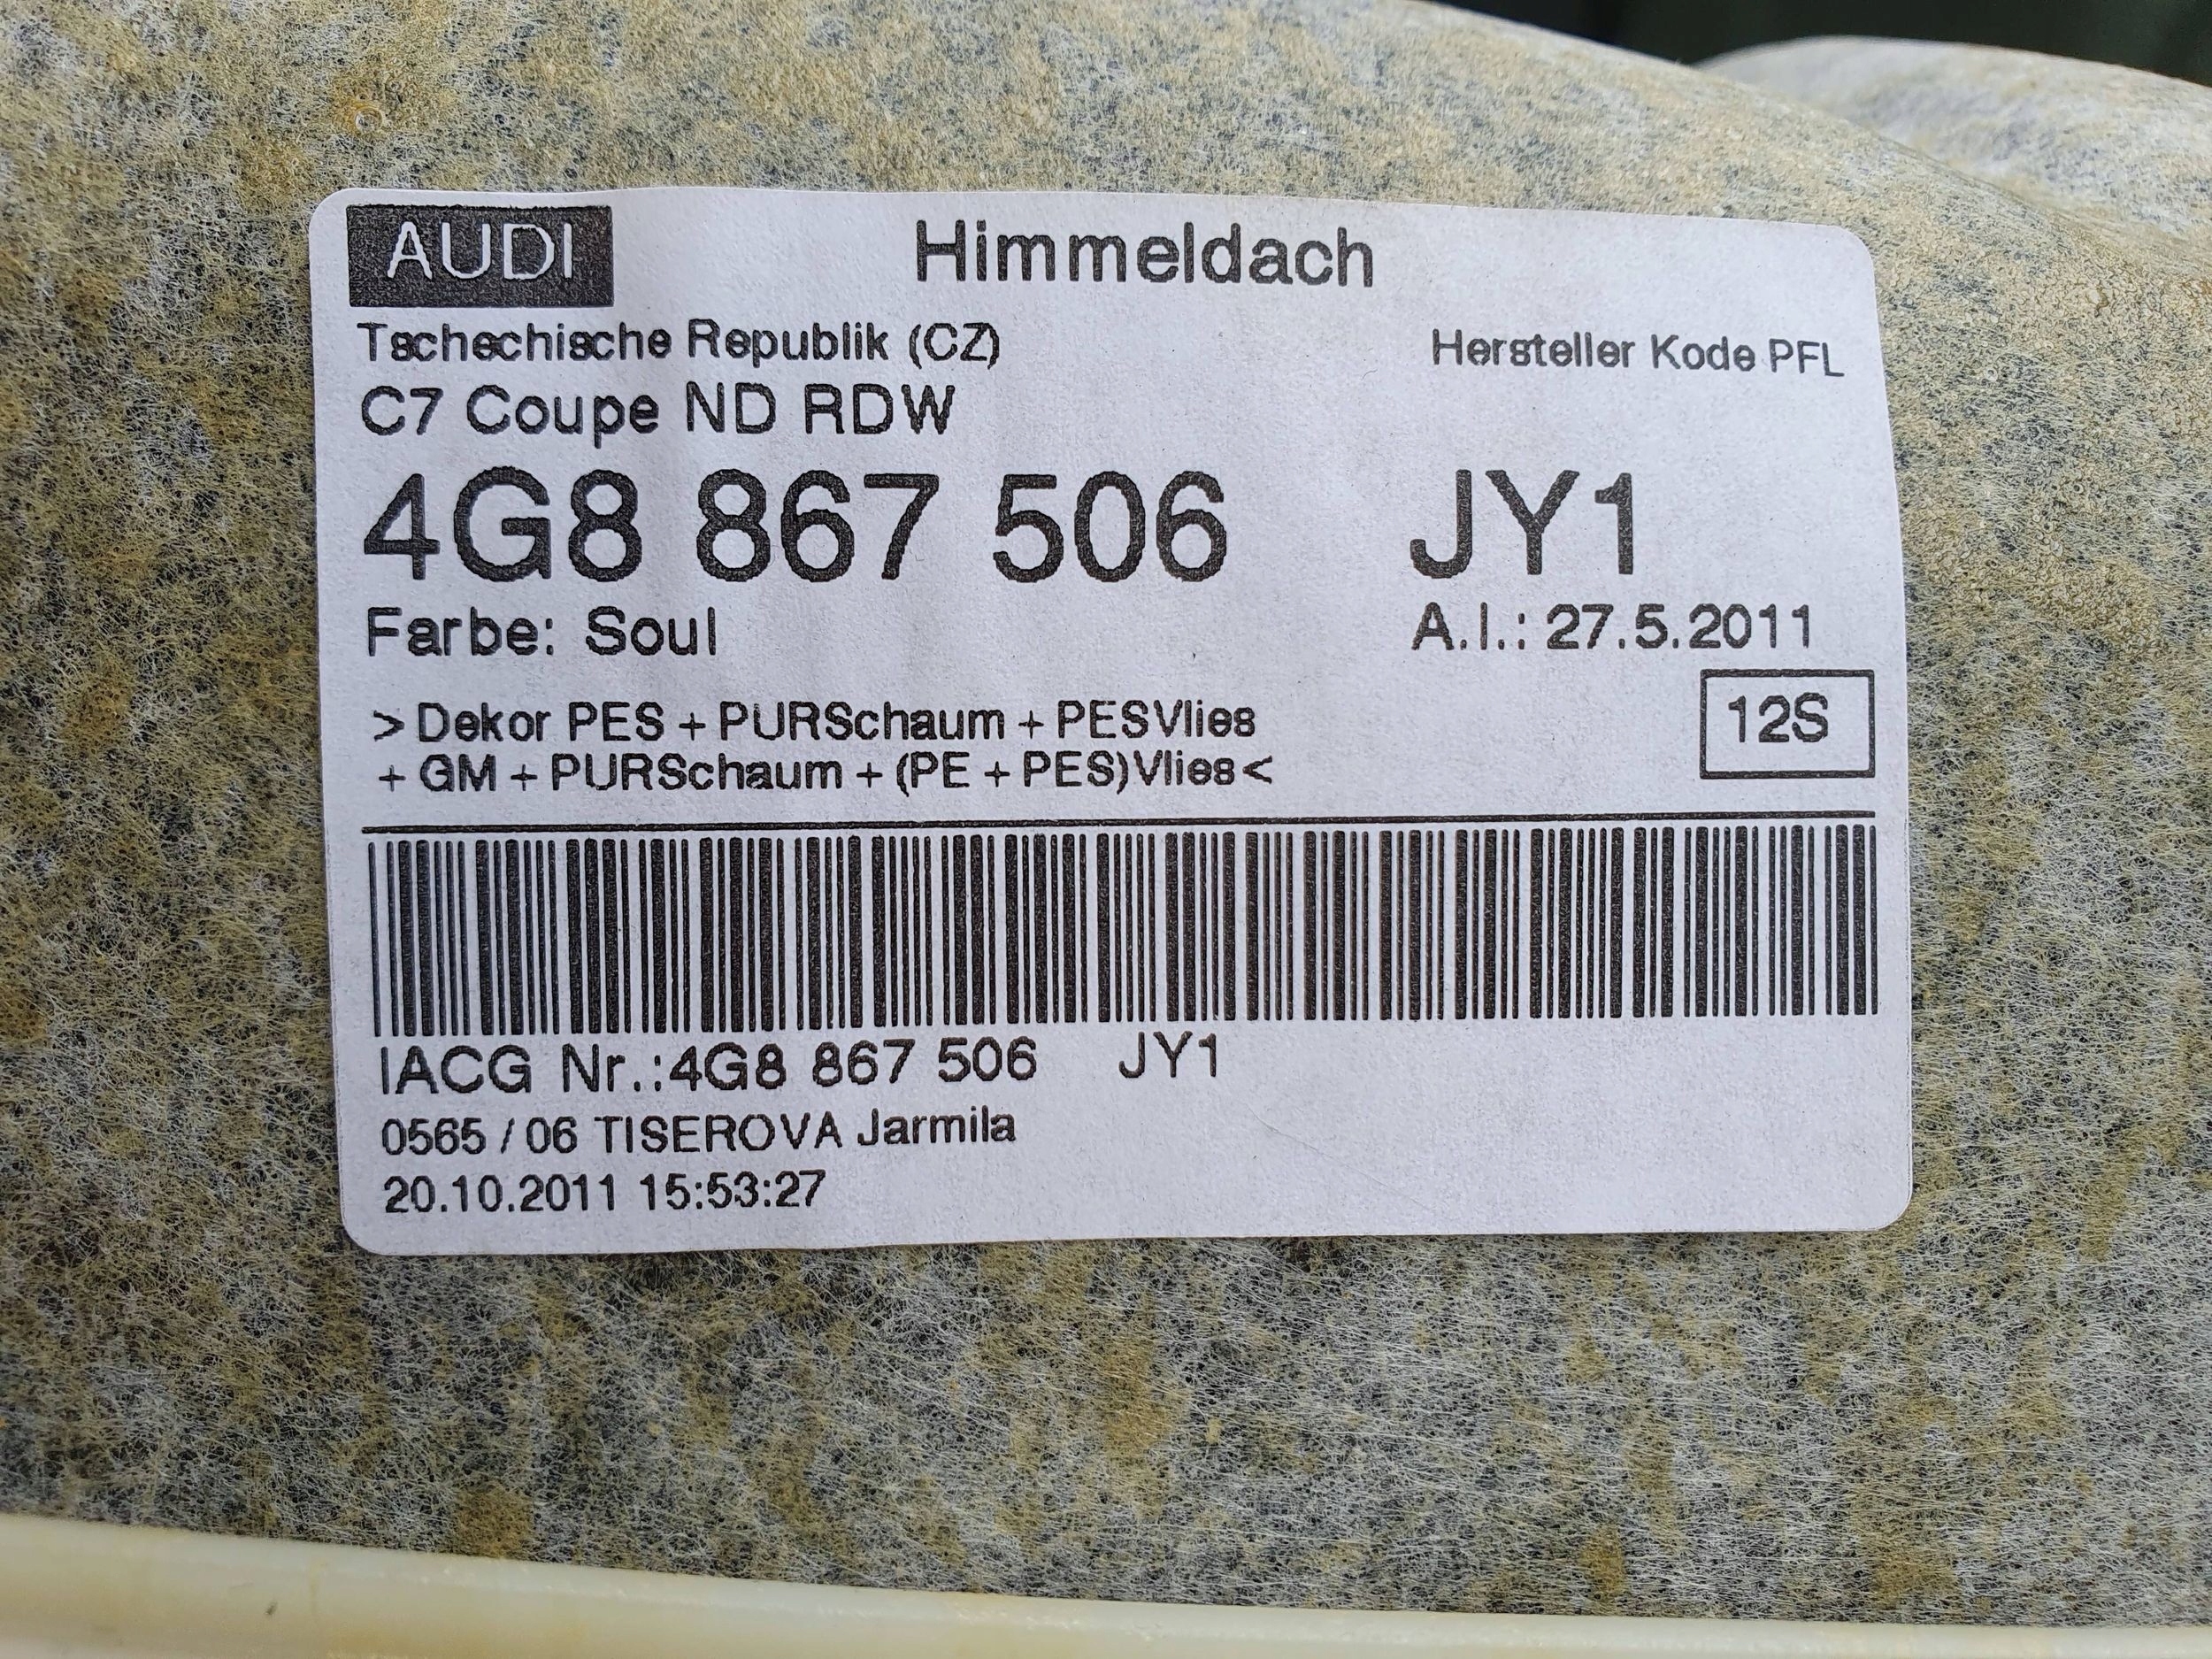 AUDI Himmeldach
Tschechische Republik (CZ) Hersteller Kode PFL
C7 Coupe ND RDW
4G8 867 506 JY1
Farbe: Soul A.I.: 27.5.2011
> Dekor PES + PURSchaum + PESVlies
+ GM + PURSchaum + (PE + PES)Vlies<
12S
IACG Nr.:4G8 867 506 JY1
0565 / 06 TISEROVA Jarmila
20.10.2011 15:53:27